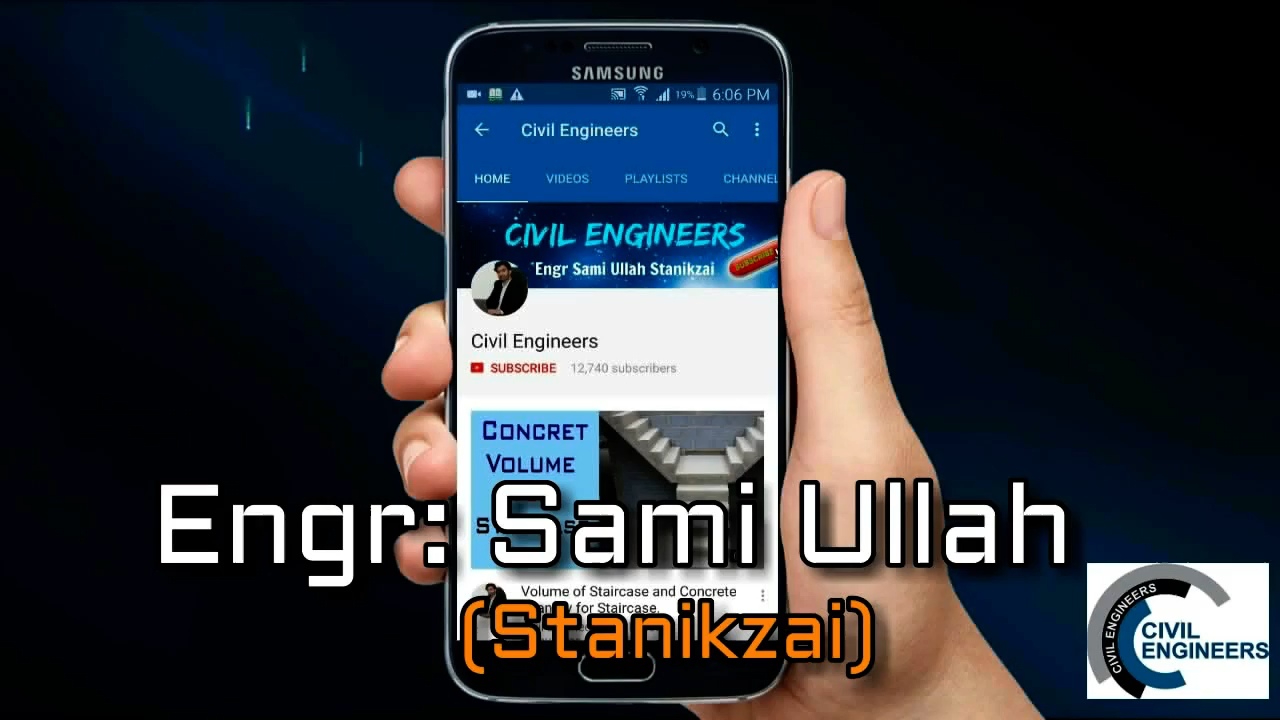 SAMSUNG
19% 6:06 PM
Civil Engineers
HOME VIDEOS PLAYLISTS CHANNEL
CIVIL ENGINEERS
Engr Sami Ullah Stanikzai
SUBSCRIBE
Civil Engineers
SUBSCRIBE 12,740 subscribers
CONCRET
VOLUME
Engr: Sami Ullah
Volume of Staircase and Concrete
for Staircase.
(Stanikzai)
CIVIL ENGINEERS
CIVIL
ENGINEERS